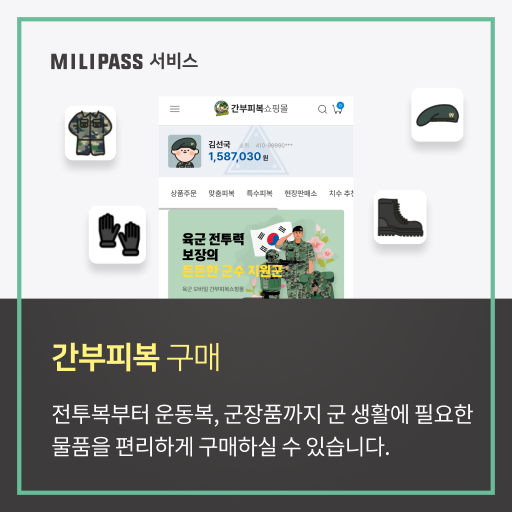 MILIPASS 서비스
간부피복쇼핑몰
김선국
1,587,030 원
상품주문 맞춤피복 특수피복 현장판매소 치수 추천
육군 전투력
보장의
든든한 군수 지원군
육군 모바일 간부피복쇼핑몰
간부피복 구매
전투복부터 운동복, 군장품까지 군 생활에 필요한
물품을 편리하게 구매하실 수 있습니다.